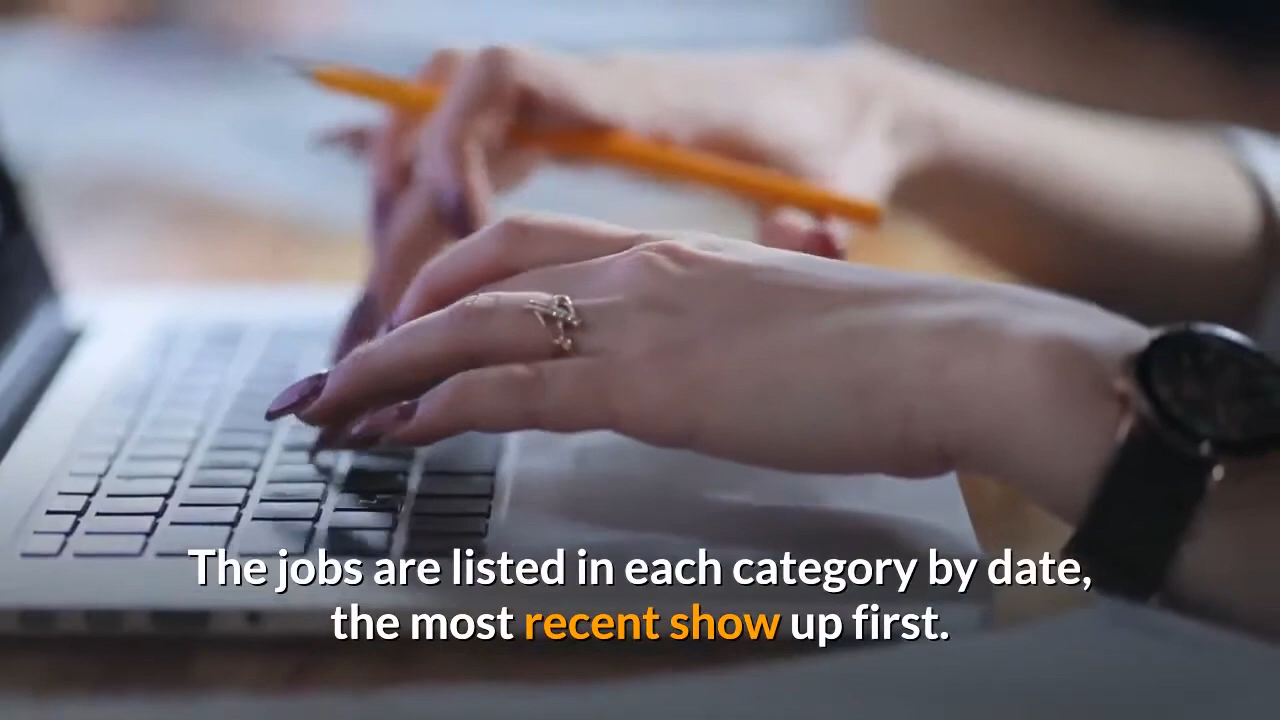 The jobs are listed in each category by date,
the most recent show up first.